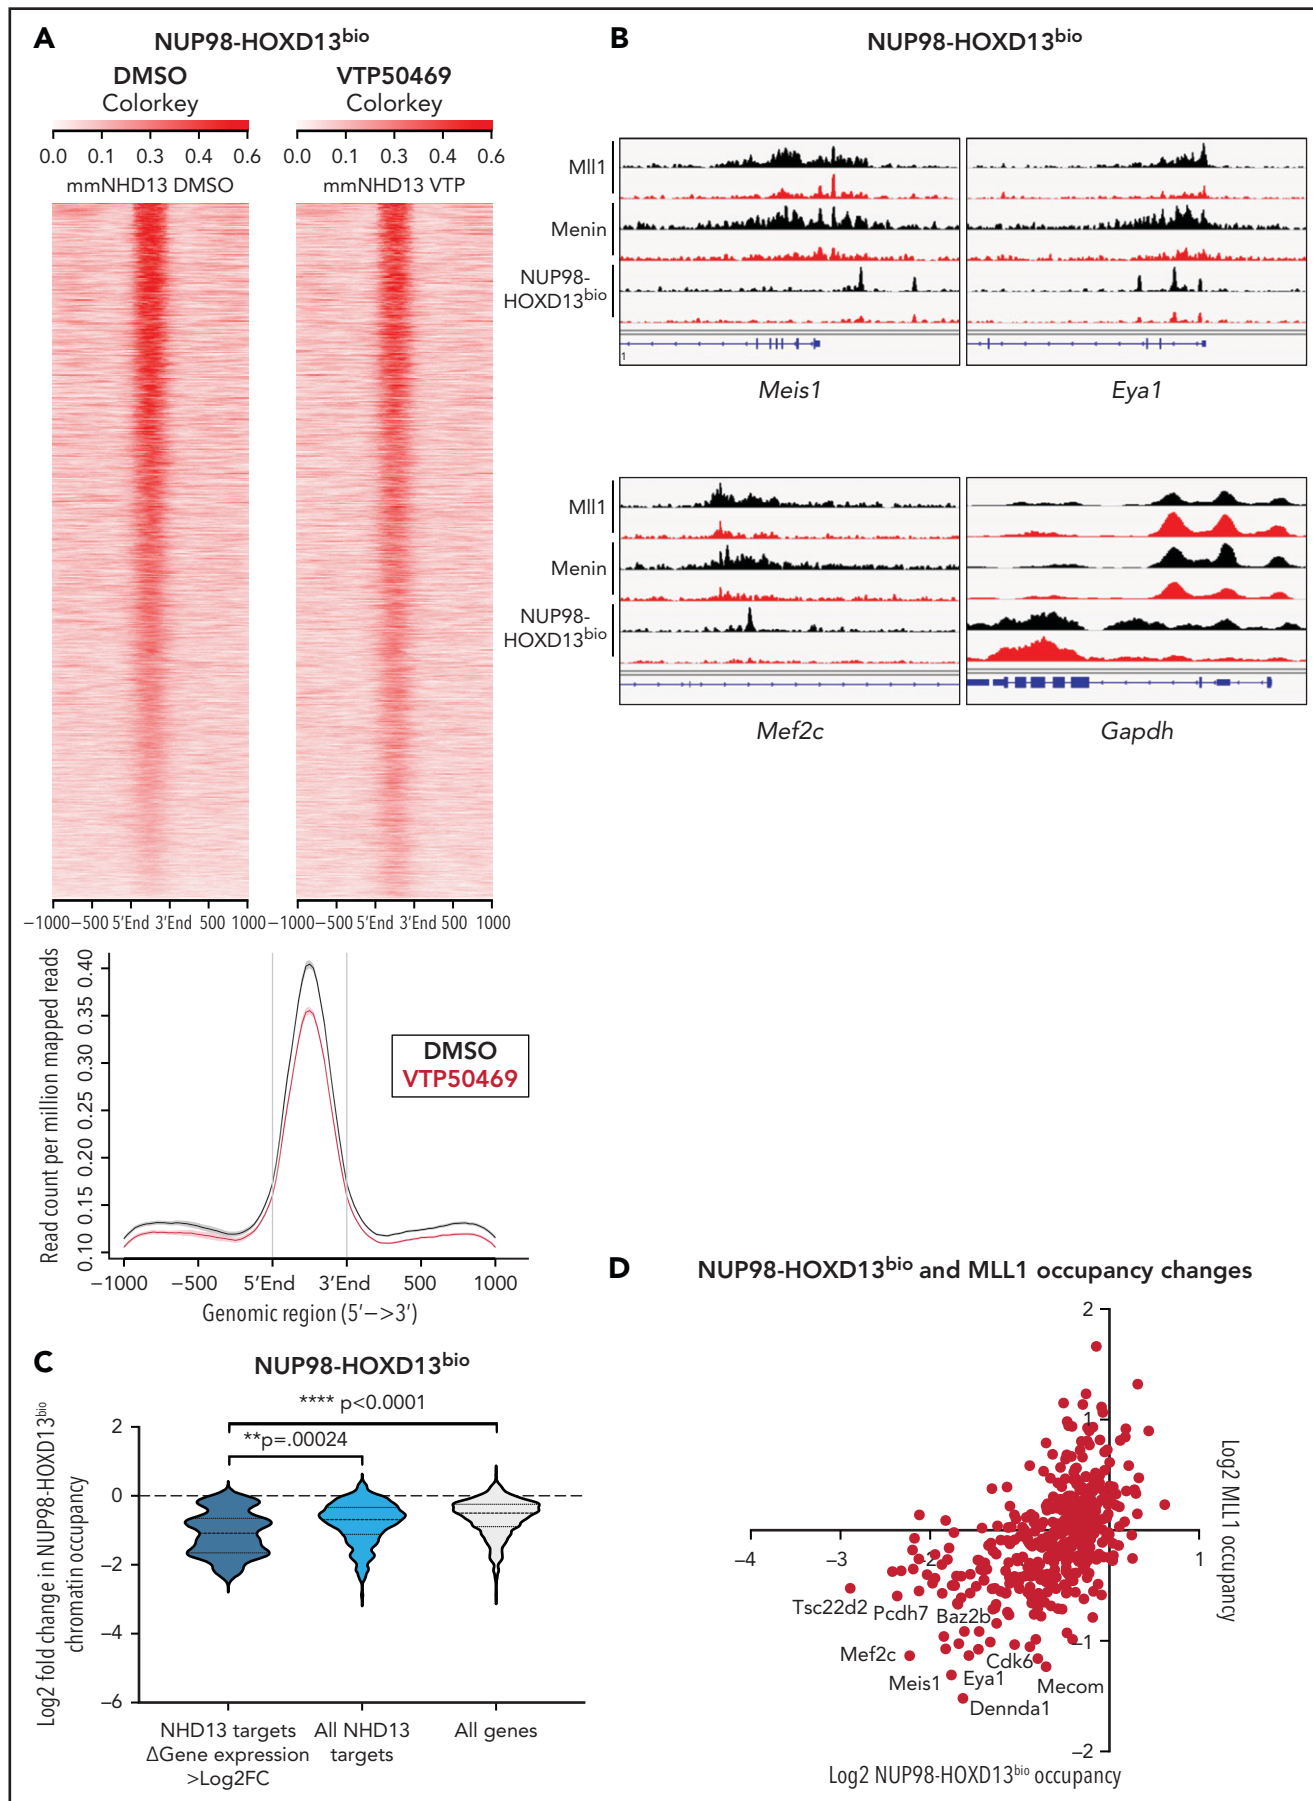 A
NUP98-HOXD13bio
DMSO
Colorkey
0.0 0.1 0.3 0.4 0.6
mmNHD13 DMSO
VTP50469
Colorkey
0.0 0.1 0.3 0.4 0.6
mmNHD13 VTP
−1000 −500 5′End 3′End 500 1000
−1000 −500 5′End 3′End 500 1000
Read count per million mapped reads
0.40
0.35
0.30
0.25
0.20
0.15
0.10
DMSO
VTP50469
−1000 −500 5′End 3′End 500 1000
Genomic region (5′−>3′)
B
NUP98-HOXD13bio
Mll1
Menin
NUP98-
HOXD13bio
1
Meis1
Eya1
Mll1
Menin
NUP98-
HOXD13bio
Mef2c
Gapdh
C
NUP98-HOXD13bio
**** p<0.0001
**p=.00024
Log2 fold change in NUP98-HOXD13bio
chromatin occupancy
2
0
−2
−4
−6
NHD13 targets
ΔGene expression
>Log2FC
All NHD13
targets
All genes
D
NUP98-HOXD13bio and MLL1 occupancy changes
2
1
−4 −3 −2 1
−1
−2
Tsc22d2
Pcdh7
Baz2b
Mef2c
Cdk6
Meis1
Eya1
Mecom
Dennda1
Log2 MLL1 occupancy
Log2 NUP98-HOXD13bio occupancy